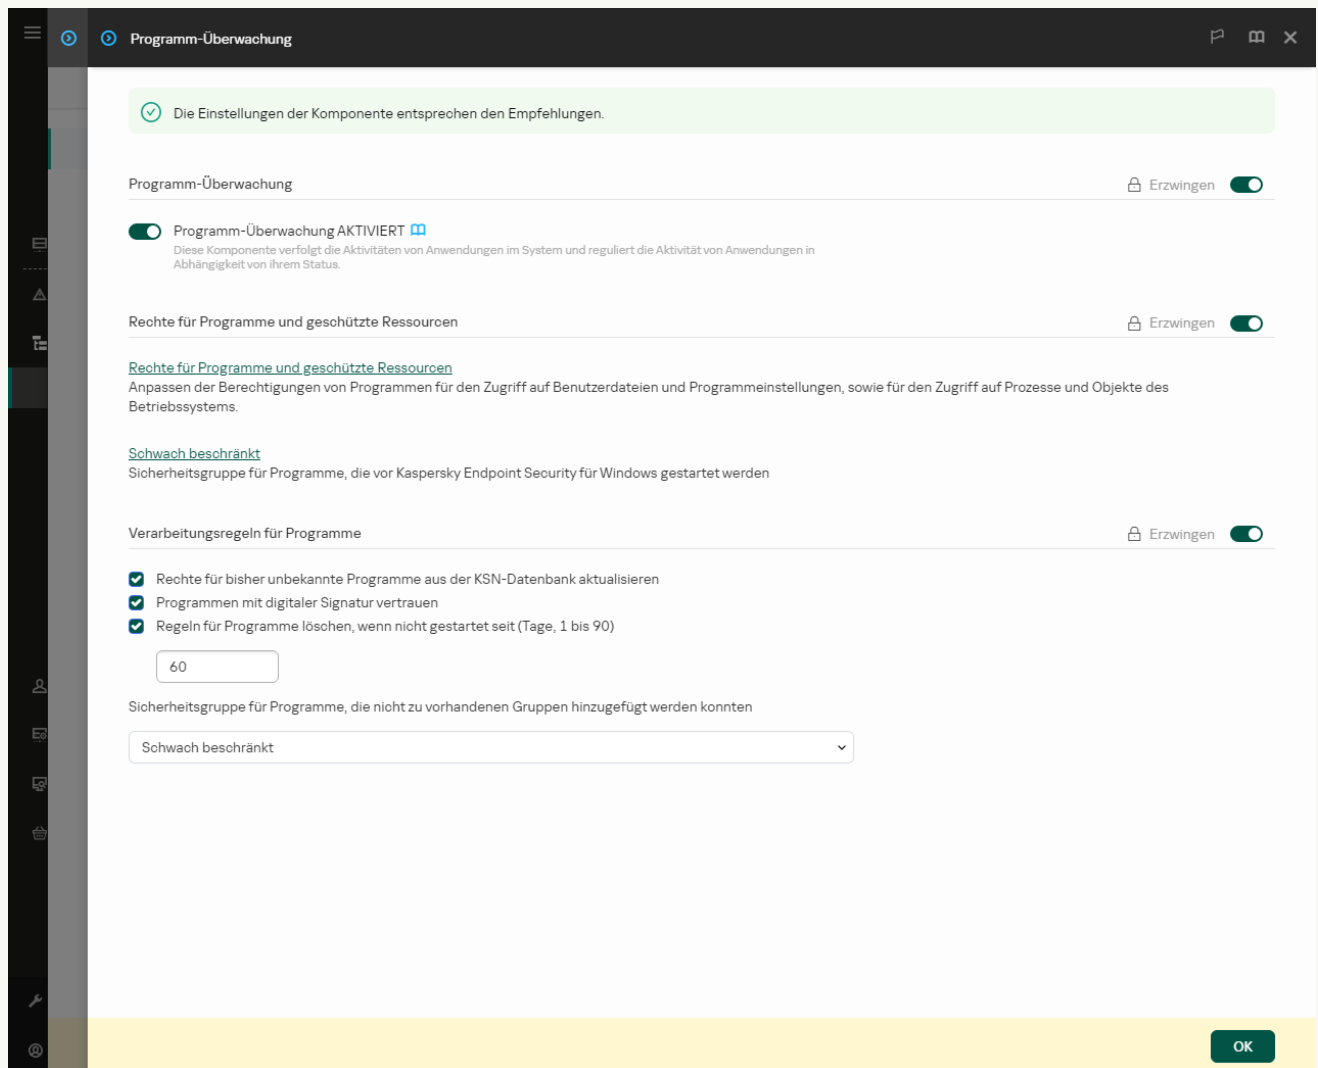 Programm-Überwachung
Die Einstellungen der Komponente entsprechen den Empfehlungen.
Programm-Überwachung
Erzwingen
Programm-Überwachung AKTIVIERT
Diese Komponente verfolgt die Aktivitäten von Anwendungen im System und reguliert die Aktivität von Anwendungen in
Abhängigkeit von ihrem Status.
Rechte für Programme und geschützte Ressourcen
Erzwingen
Rechte für Programme und geschützte Ressourcen
Anpassen der Berechtigungen von Programmen für den Zugriff auf Benutzerdateien und Programmeinstellungen, sowie für den Zugriff auf Prozesse und Objekte des
Betriebssystems.
Schwach beschränkt
Sicherheitsgruppe für Programme, die vor Kaspersky Endpoint Security für Windows gestartet werden
Verarbeitungsregeln für Programme
Erzwingen
Rechte für bisher unbekannte Programme aus der KSN-Datenbank aktualisieren
Programmen mit digitaler Signatur vertrauen
Regeln für Programme löschen, wenn nicht gestartet seit (Tage, 1 bis 90)
60
Sicherheitsgruppe für Programme, die nicht zu vorhandenen Gruppen hinzugefügt werden konnten
Schwach beschränkt
OK